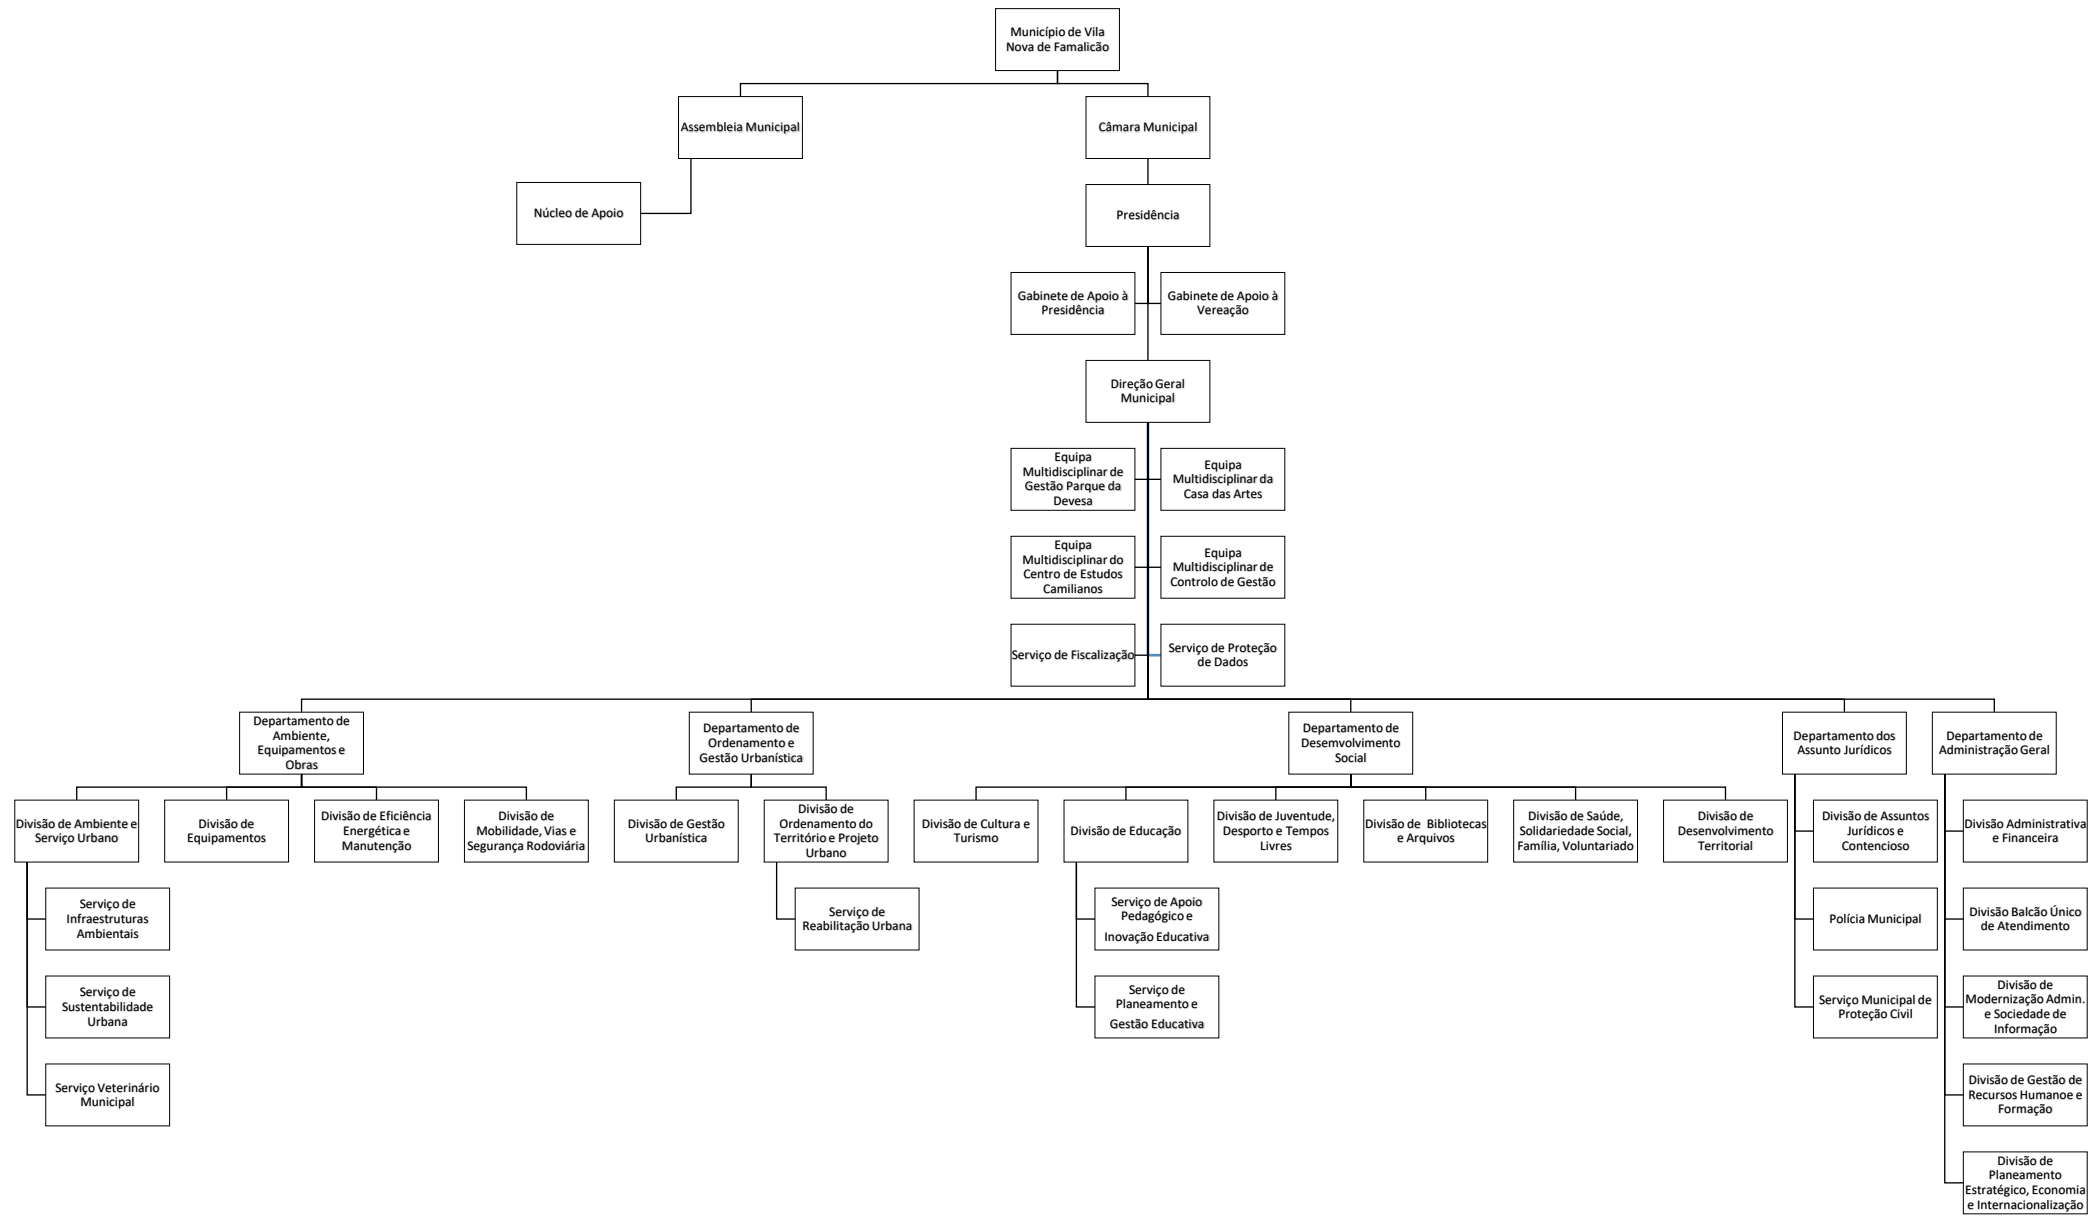 Município de Vila
Nova de Famalicão
Assembleia Municipal
Câmara Municipal
Núcleo de Apoio
Presidência
Gabinete de Apoio à
Presidência
Gabinete de Apoio à
Vereação
Direção Geral
Municipal
Equipa
Multidisciplinar de
Gestão Parque da
Devesa
Equipa
Multidisciplinar da
Casa das Artes
Equipa
Multidisciplinar do
Centro de Estudos
Camilianos
Equipa
Multidisciplinar de
Controlo de Gestão
Serviço de Fiscalização
Serviço de Proteção
de Dados
Departamento de
Ambiente,
Equipamentos e
Obras
Departamento de
Ordenamento e
Gestão Urbanística
Departamento de
Desemvolvimento
Social
Departamento dos
Assunto Jurídicos
Departamento de
Administração Geral
Divisão de Ambiente e
Serviço Urbano
Divisão de
Equipamentos
Divisão de Eficiência
Energética e
Manutenção
Divisão de
Mobilidade, Vias e
Segurança Rodoviária
Divisão de Gestão
Urbanística
Divisão de
Ordenamento do
Território e Projeto
Urbano
Divisão de Cultura e
Turismo
Divisão de Educação
Divisão de Juventude,
Desporto e Tempos
Livres
Divisão de  Bibliotecas
e Arquivos
Divisão de Saúde,
Solidariedade Social,
Família, Voluntariado
Divisão de
Desenvolvimento
Territorial
Divisão de Assuntos
Jurídicos e
Contencioso
Divisão Administrativa
e Financeira
Serviço de
Infraestruturas
Ambientais
Serviço de
Reabilitação Urbana
Serviço de Apoio
Pedagógico e
Inovação Educativa
Polícia Municipal
Divisão Balcão Único
de Atendimento
Serviço de
Sustentabilidade
Urbana
Serviço de
Planeamento e
Gestão Educativa
Serviço Municipal de
Proteção Civil
Divisão de
Modernização Admin.
e Sociedade de
Informação
Serviço Veterinário
Municipal
Divisão de Gestão de
Recursos Humanoe e
Formação
Divisão de
Planeamento
Estratégico, Economia
e Internacionalização